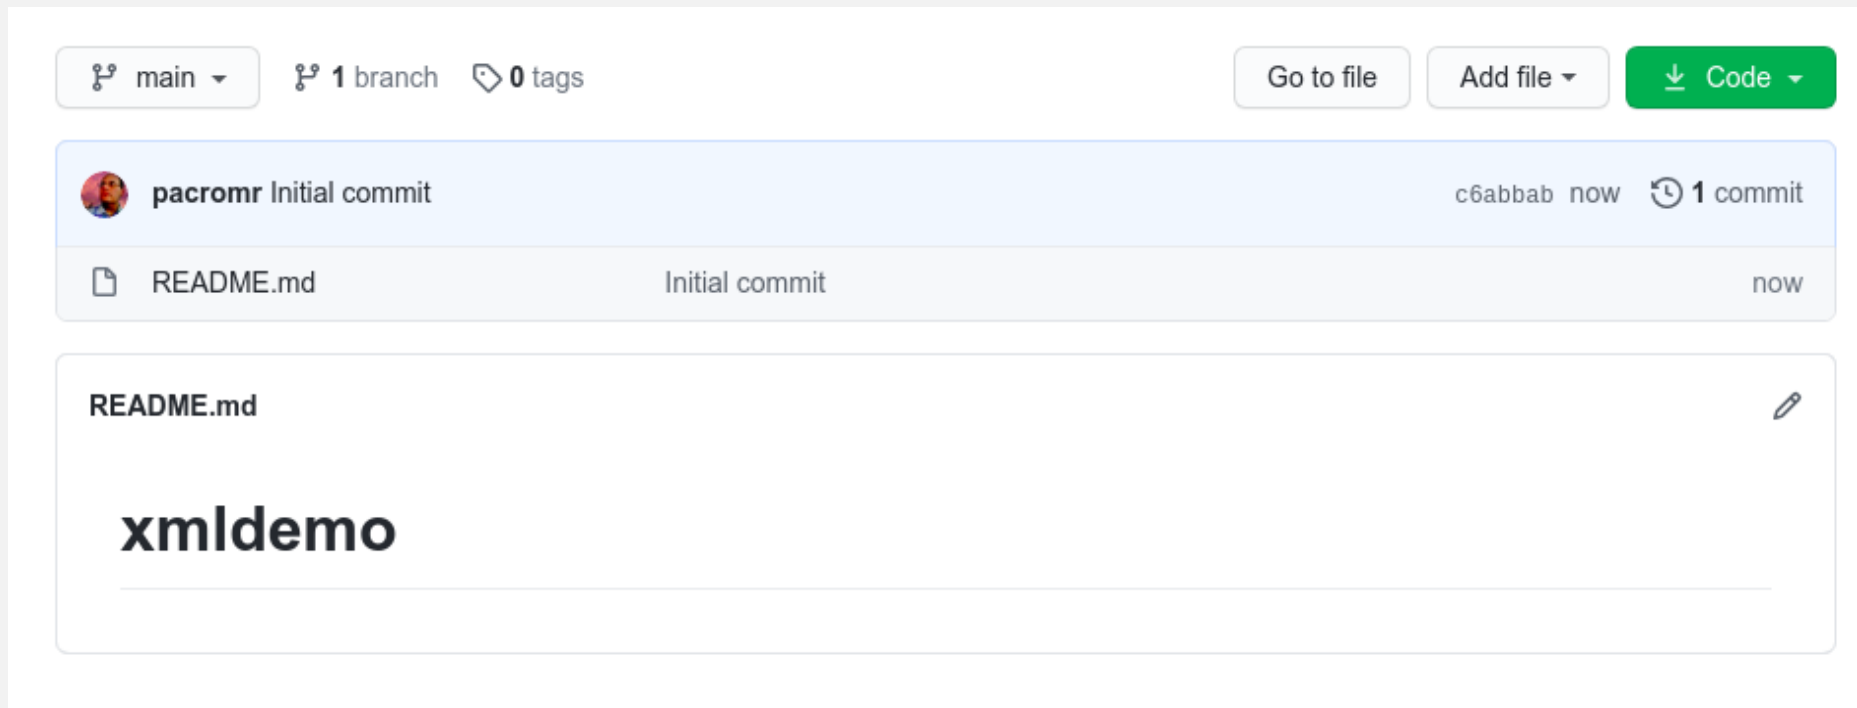 main 1 branch 0 tags Go to file Add file Code
pacromr Initial commit c6abbab now 1 commit
README.md Initial commit now
README.md
xmldemo